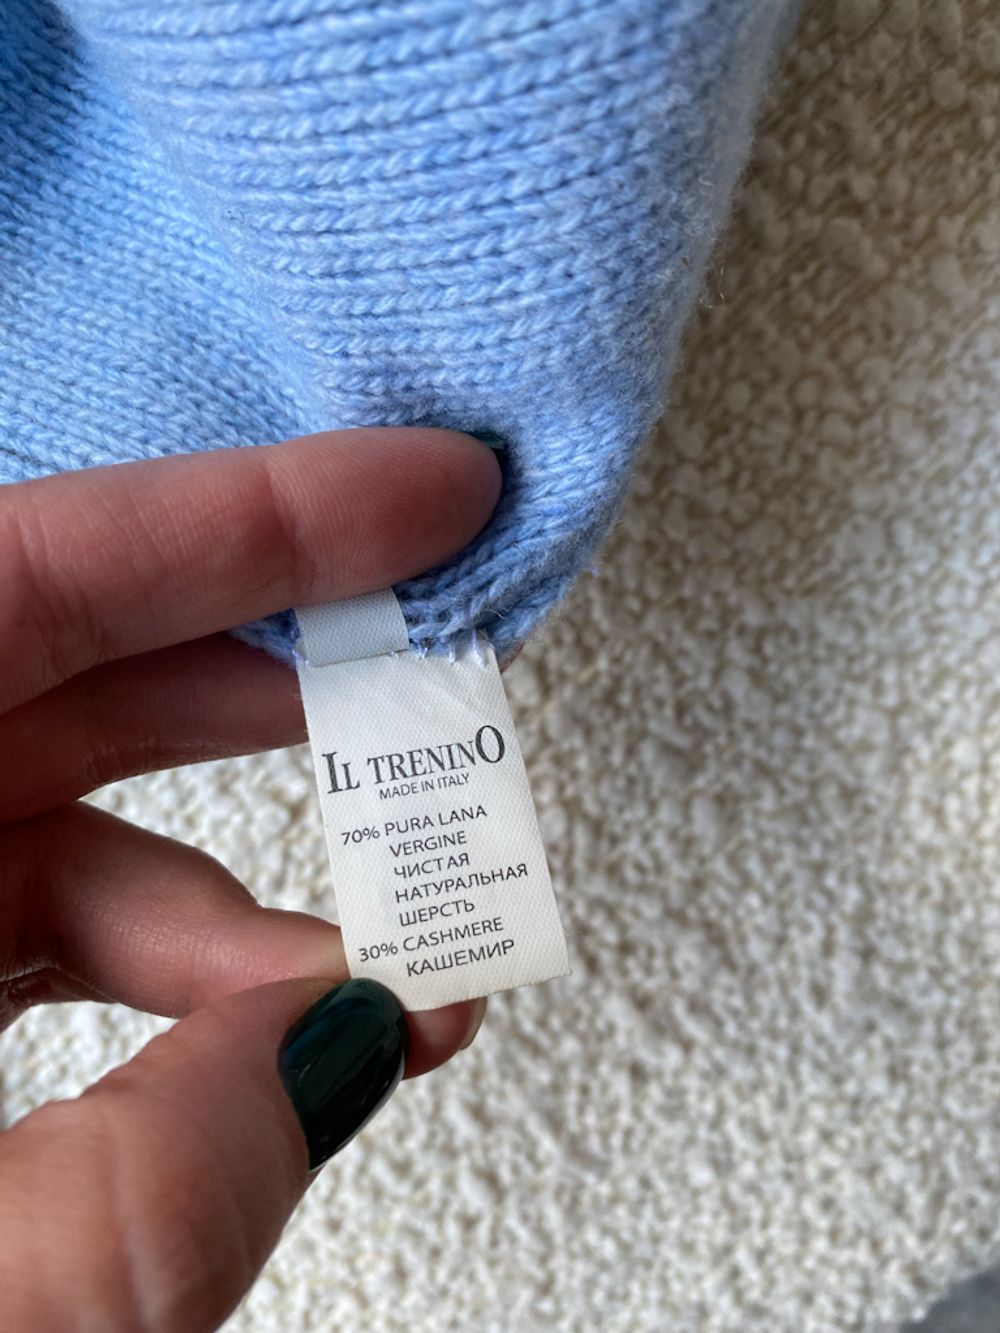 IL TRENINO
MADE IN ITALY
70% PURA LANA
VERGINE
ЧИСТАЯ
НАТУРАЛЬНАЯ
ШЕРСТЬ
30% CASHMERE
КАШЕМИР